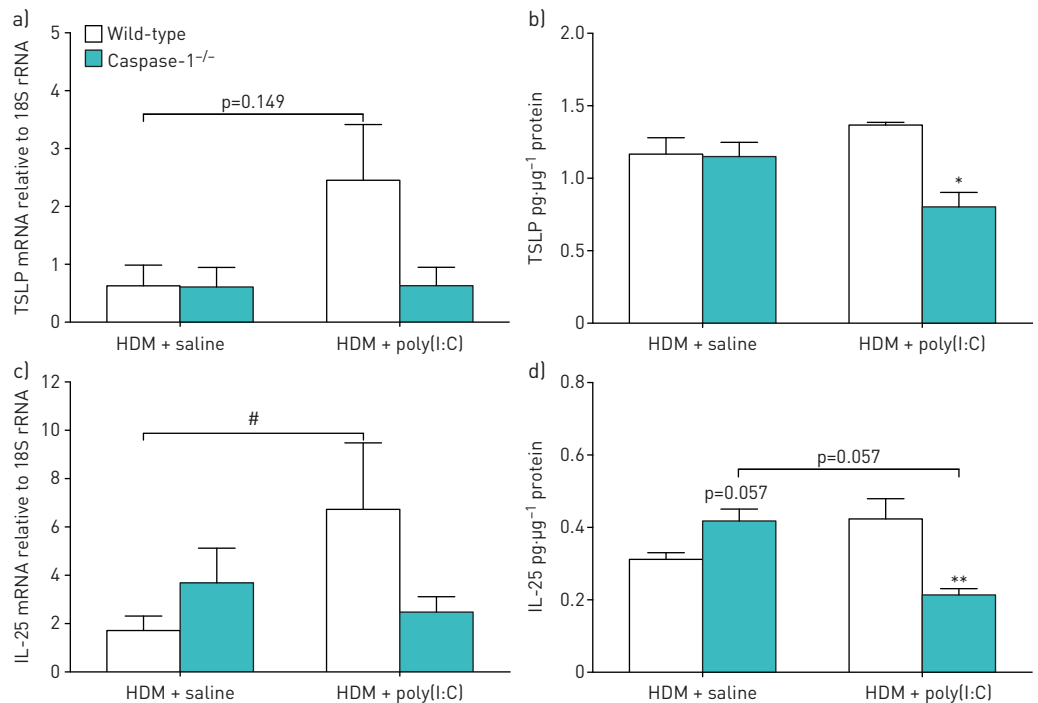 a)
Wild-type
Caspase-1−/−
TSLP mRNA relative to 18S rRNA
6
5
4
3
2
1
0
p=0.149
HDM + saline
HDM + poly(I:C)
b)
TSLP pg·µg−1 protein
2.0
1.5
1.0
0.5
0
*
HDM + saline
HDM + poly(I:C)
c)
IL-25 mRNA relative to 18S rRNA
12
10
8
6
4
2
0
#
HDM + saline
HDM + poly(I:C)
d)
IL-25 pg·µg−1 protein
0.8
0.6
0.4
0.2
0
p=0.057
p=0.057
**
HDM + saline
HDM + poly(I:C)